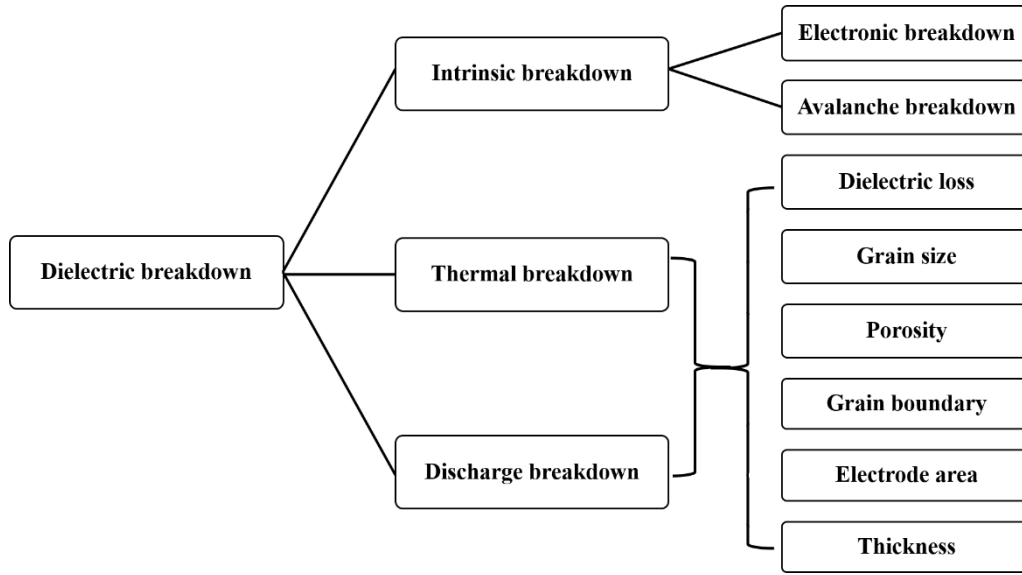 Dielectric breakdown
Intrinsic breakdown
Thermal breakdown
Discharge breakdown
Electronic breakdown
Avalanche breakdown
Dielectric loss
Grain size
Porosity
Grain boundary
Electrode area
Thickness